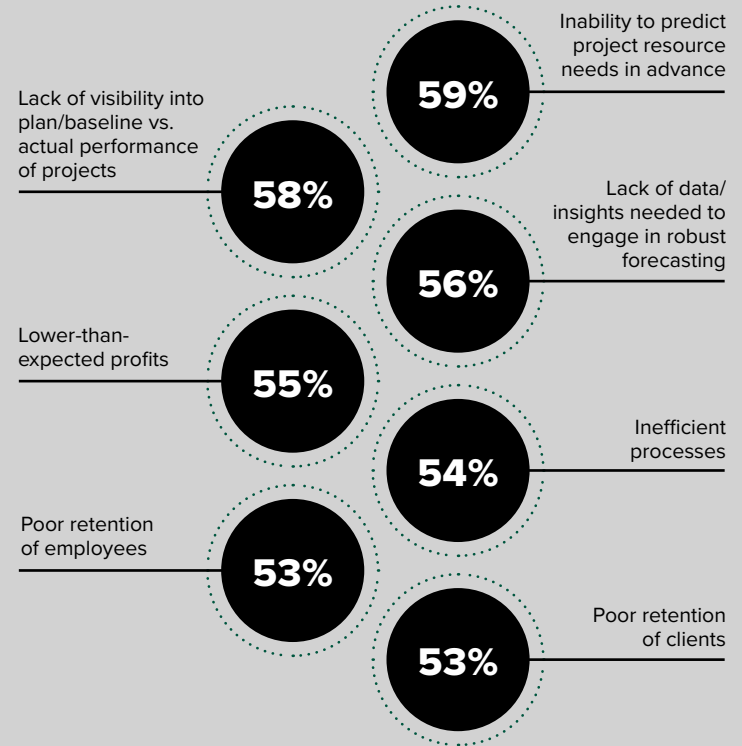 Inability to predict
project resource
needs in advance
59%
Lack of visibility into
plan/baseline vs.
actual performance
of projects
58%
Lack of data/
insights needed to
engage in robust
forecasting
56%
Lower-than-
expected profits
55%
Inefficient
processes
54%
Poor retention
of employees
53%
Poor retention
of clients
53%